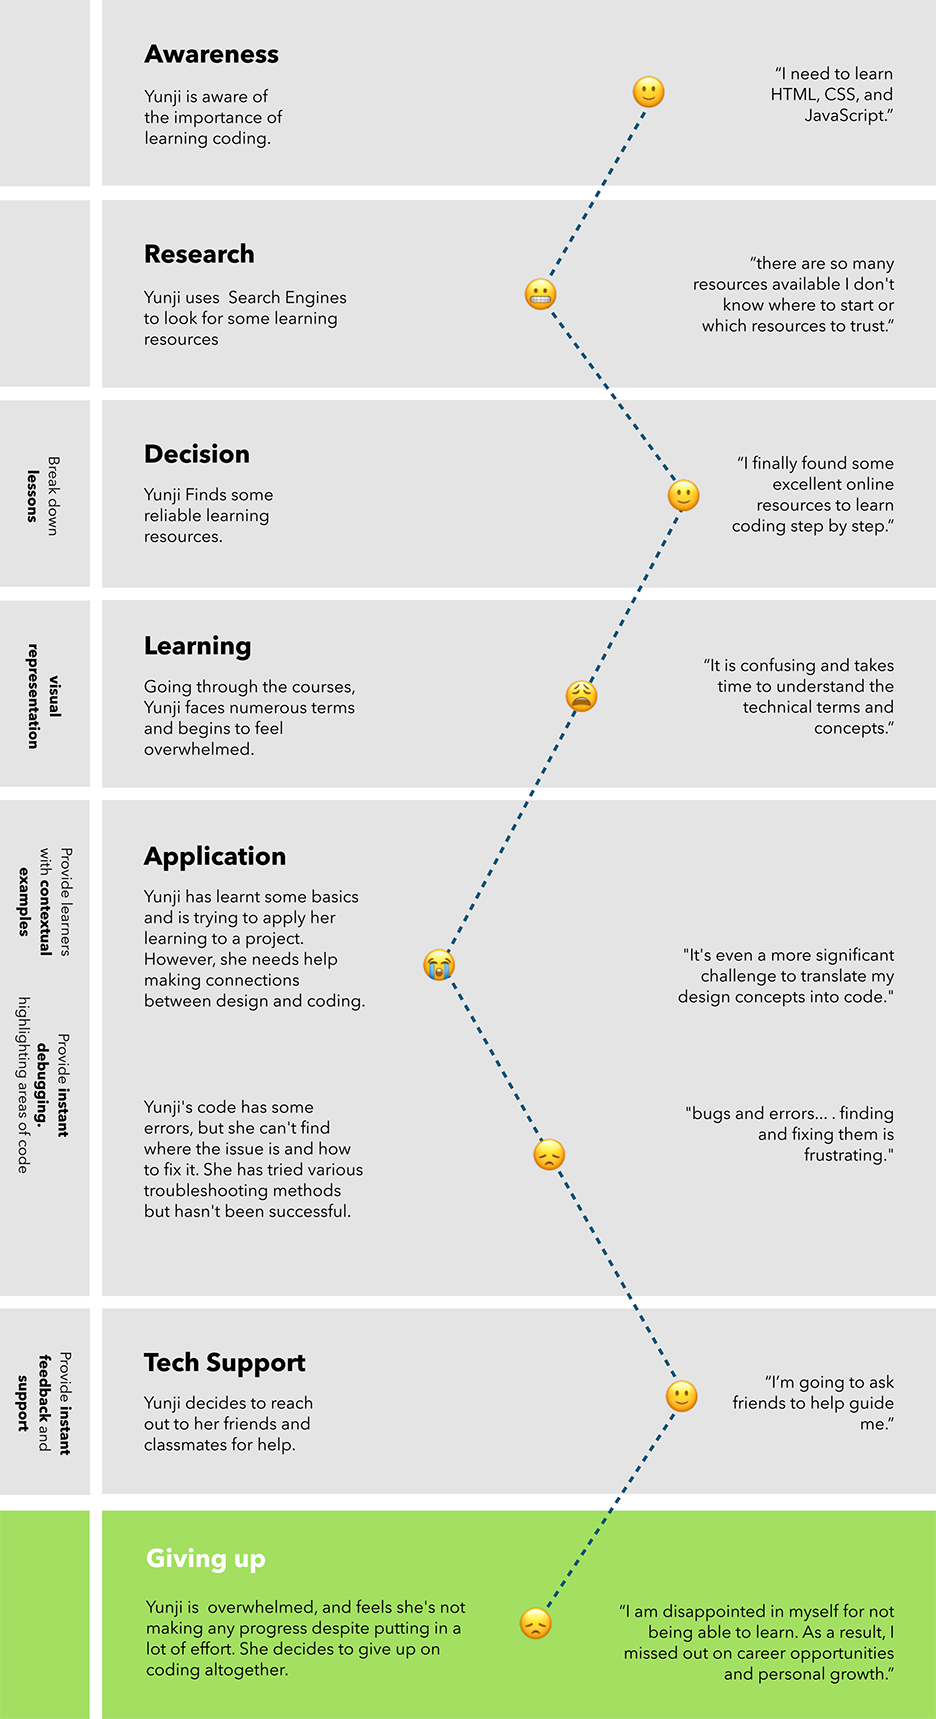 Awareness
Yunji is aware of
the importance of
learning coding.
“I need to learn
HTML, CSS, and
JavaScript.”
Research
Yunji uses  Search Engines
to look for some learning
resources
“there are so many
resources available I don't
know where to start or
which resources to trust.”
Break down
lessons
Decision
Yunji Finds some
reliable learning
resources.
“I finally found some
excellent online
resources to learn
coding step by step.”
visual
representation
Learning
Going through the courses,
Yunji faces numerous terms
and begins to feel
overwhelmed.
“It is confusing and takes
time to understand the
technical terms and
concepts.”
Provide learners
with contextual
examples
Application
Yunji has learnt some basics
and is trying to apply her
learning to a project.
However, she needs help
making connections
between design and coding.
"It's even a more significant
challenge to translate my
design concepts into code."
Provide instant
debugging.
highlighting areas of code
Yunji's code has some
errors, but she can't find
where the issue is and how
to fix it. She has tried various
troubleshooting methods
but hasn't been successful.
"bugs and errors... . finding
and fixing them is
frustrating."
Provide instant
feedback and
support
Tech Support
Yunji decides to reach
out to her friends and
classmates for help.
“I’m going to ask
friends to help guide
me.”
Giving up
Yunji is  overwhelmed, and feels she's not
making any progress despite putting in a
lot of effort. She decides to give up on
coding altogether.
“I am disappointed in myself for not
being able to learn. As a result, I
missed out on career opportunities
and personal growth.”